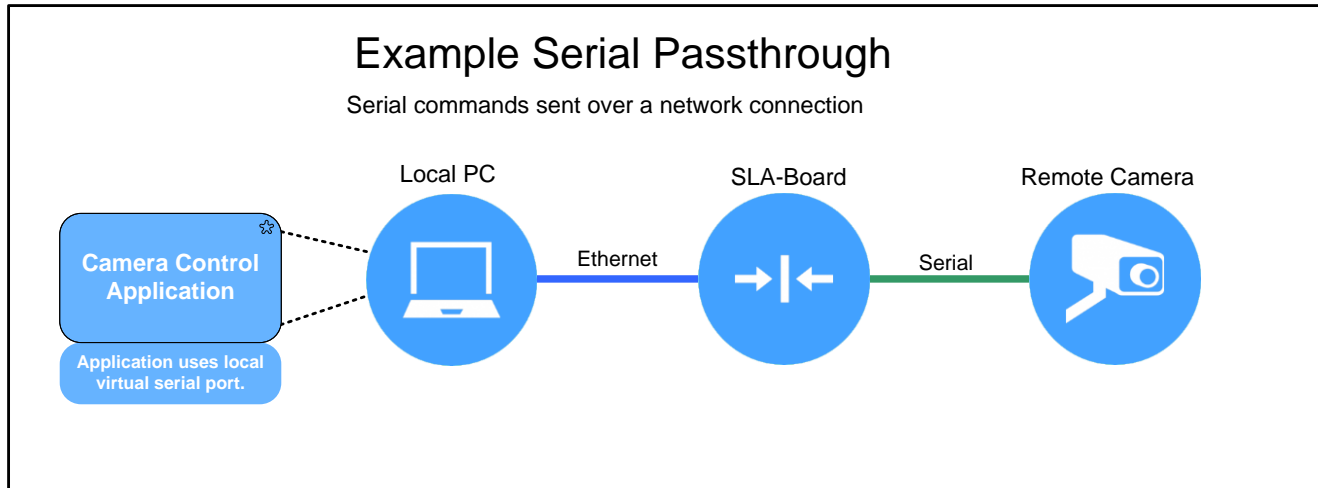 Example Serial Passthrough
Serial commands sent over a network connection
Local PC
SLA-Board
Remote Camera
Camera Control
Application
Ethernet
Serial
Application uses local
virtual serial port.